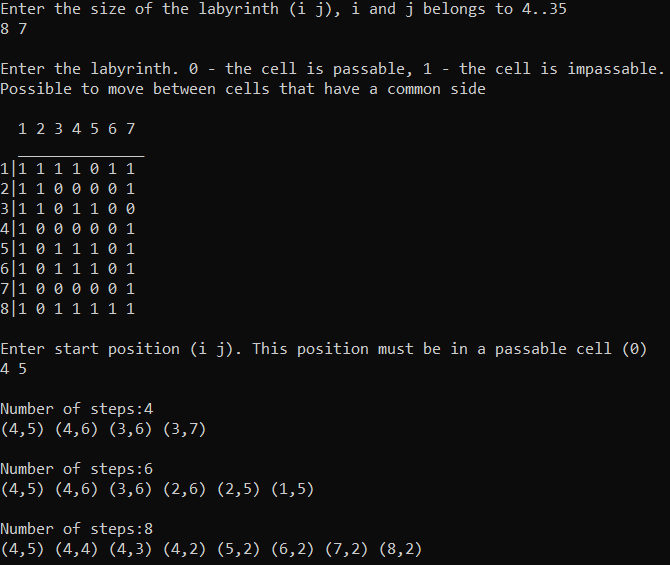 Enter the size of the labyrinth (i j), i and j belongs to 4..35
8 7
Enter the labyrinth. 0 - the cell is passable, 1 - the cell is impassable.
Possible to move between cells that have a common side
1 2 3 4 5 6 7
______________
1|1 1 1 1 0 1 1
2|1 1 0 0 0 0 1
3|1 1 0 1 1 0 0
4|1 0 0 0 0 0 1
5|1 0 1 1 1 0 1
6|1 0 1 1 1 0 1
7|1 0 0 0 0 0 1
8|1 0 1 1 1 1 1
Enter start position (i j). This position must be in a passable cell (0)
4 5
Number of steps:4
(4,5) (4,6) (3,6) (3,7)
Number of steps:6
(4,5) (4,6) (3,6) (2,6) (2,5) (1,5)
Number of steps:8
(4,5) (4,4) (4,3) (4,2) (5,2) (6,2) (7,2) (8,2)